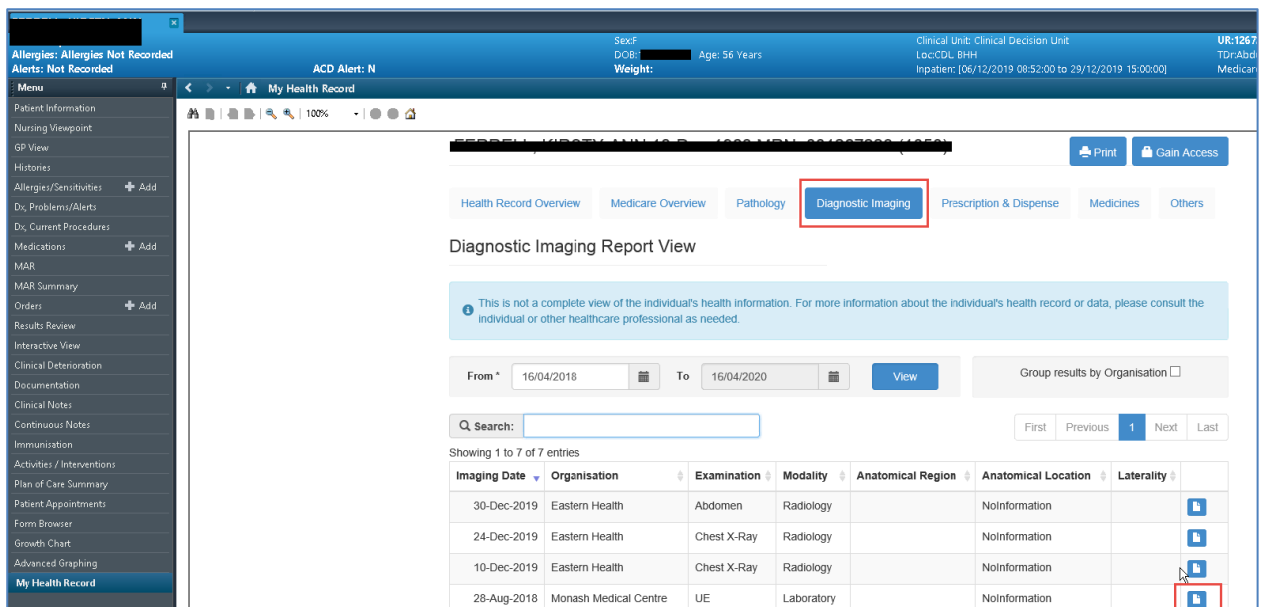 Allergies: Allergies Not Recorded
Alerts: Not Recorded
ACD Alert: N
Sex:F
DOB:
Age: 56 Years
Weight:
Clinical Unit: Clinical Decision Unit
Loc:CDL BHH
Inpatient: [06/12/2019 08:52:00 to 29/12/2019 15:00:00]
UR:1267
TDr:Abd
Medicar
Menu
My Health Record
Patient Information
Nursing Viewpoint
GP View
Histories
Allergies/Sensitivities + Add
Dx, Problems/Alerts
Dx, Current Procedures
Medications + Add
MAR
MAR Summary
Orders + Add
Results Review
Interactive View
Clinical Deterioration
Documentation
Clinical Notes
Continuous Notes
Immunisation
Activities / Interventions
Plan of Care Summary
Patient Appointments
Form Browser
Growth Chart
Advanced Graphing
My Health Record
100%
Print Gain Access
Health Record Overview Medicare Overview Pathology Diagnostic Imaging Prescription & Dispense Medicines Others
Diagnostic Imaging Report View
This is not a complete view of the individual's health information. For more information about the individual's health record or data, please consult the
individual or other healthcare professional as needed.
From * 16/04/2018 To 16/04/2020 View Group results by Organisation
Search:
First Previous 1 Next Last
Showing 1 to 7 of 7 entries
Imaging Date Organisation Examination Modality Anatomical Region Anatomical Location Laterality
30-Dec-2019 Eastern Health Abdomen Radiology NoInformation
24-Dec-2019 Eastern Health Chest X-Ray Radiology NoInformation
10-Dec-2019 Eastern Health Chest X-Ray Radiology NoInformation
28-Aug-2018 Monash Medical Centre UE Laboratory NoInformation